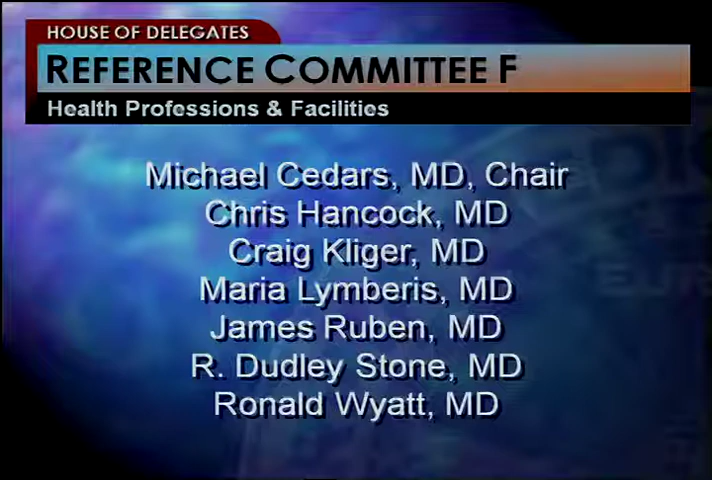 HOUSE OF DELEGATES
REFERENCE COMMITTEE F
Health Professions & Facilities
Michael Cedars, MD, Chair
Chris Hancock, MD
Craig Kliger, MD
Maria Lymberis, MD
James Ruben, MD
R. Dudley Stone, MD
Ronald Wyatt, MD